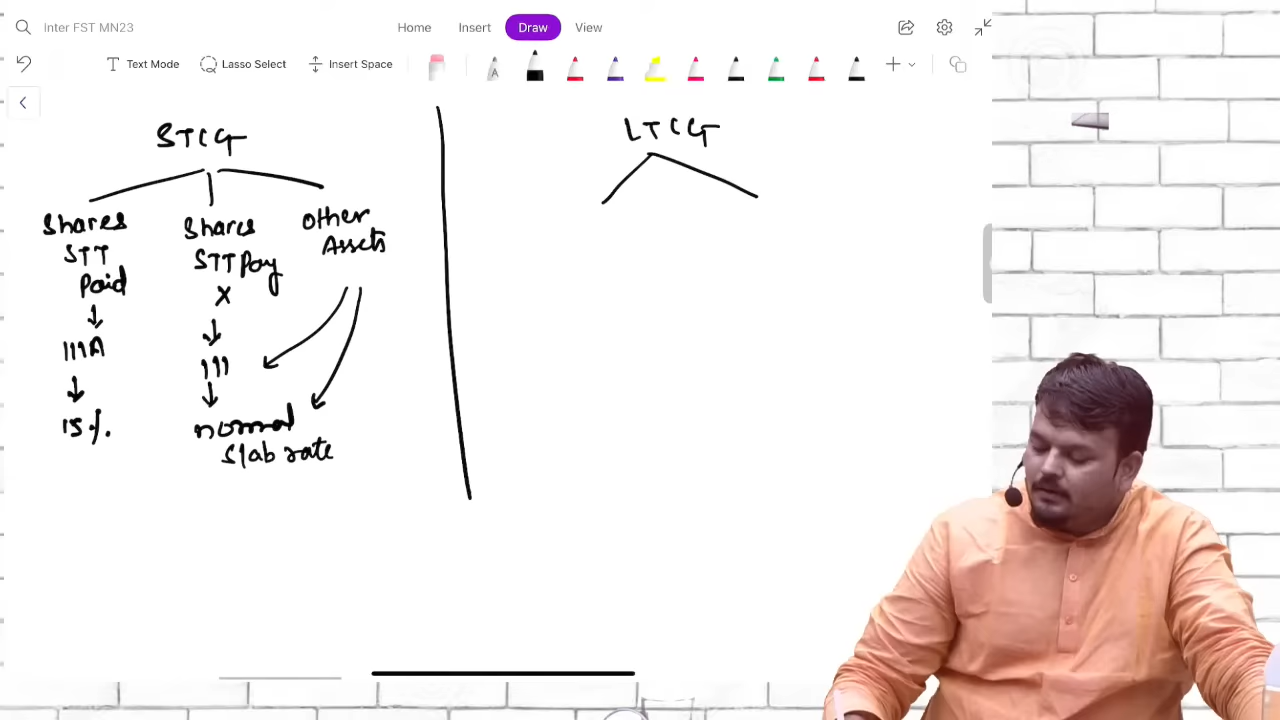 Inter FST MN23
Home Insert Draw View
Text Mode Lasso Select Insert Space
STCG
Shares
STT
Paid
111A
15%.
Shares
STT Pay
X
111
normal
slab rate
Other
Assets
LTCG